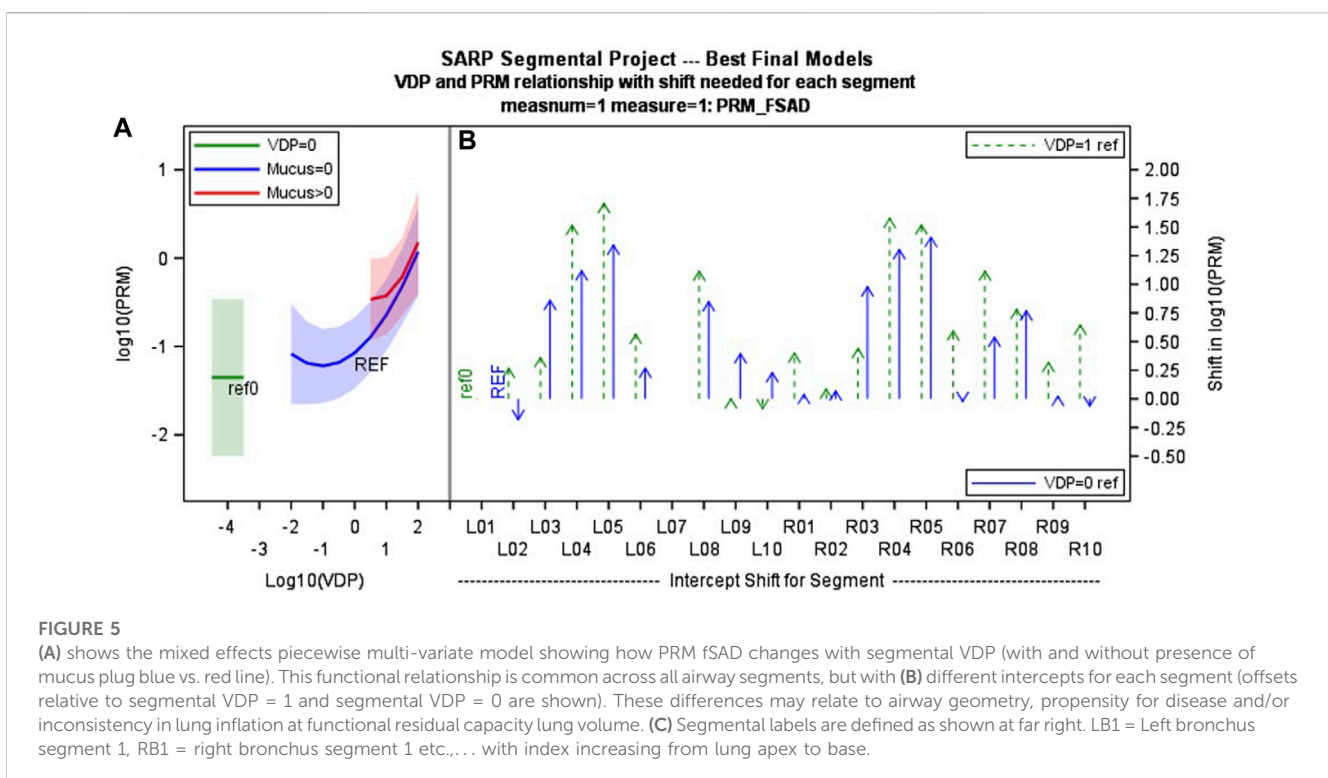 SARP Segmental Project --- Best Final Models
VDP and PRM relationship with shift needed for each segment
measnum=1 measure=1: PRM_FSAD
A
B
VDP=0
Mucus=0
Mucus>0
VDP=1 ref
VDP=0 ref
log10(PRM)
1
0
-1
-2
ref0
REF
ref0
REF
2.00
1.75
1.50
1.25
1.00
0.75
0.50
0.25
0.00
-0.25
-0.50
Shift in log10(PRM)
-4 -2 0 2
-3 -1 1
Log10(VDP)
L01 L03 L05 L07 L09 R01 R03 R05 R07 R09
L02 L04 L06 L08 L10 R02 R04 R06 R08 R10
-------------------- Intercept Shift for Segment --------------------
FIGURE 5
(A) shows the mixed effects piecewise multi-variate model showing how PRM fSAD changes with segmental VDP (with and without presence of
mucus plug blue vs. red line). This functional relationship is common across all airway segments, but with (B) different intercepts for each segment (offsets
relative to segmental VDP = 1 and segmental VDP = 0 are shown). These differences may relate to airway geometry, propensity for disease and/or
inconsistency in lung inflation at functional residual capacity lung volume. (C) Segmental labels are defined as shown at far right. LB1 = Left bronchus
segment 1, RB1 = right bronchus segment 1 etc.,... with index increasing from lung apex to base.